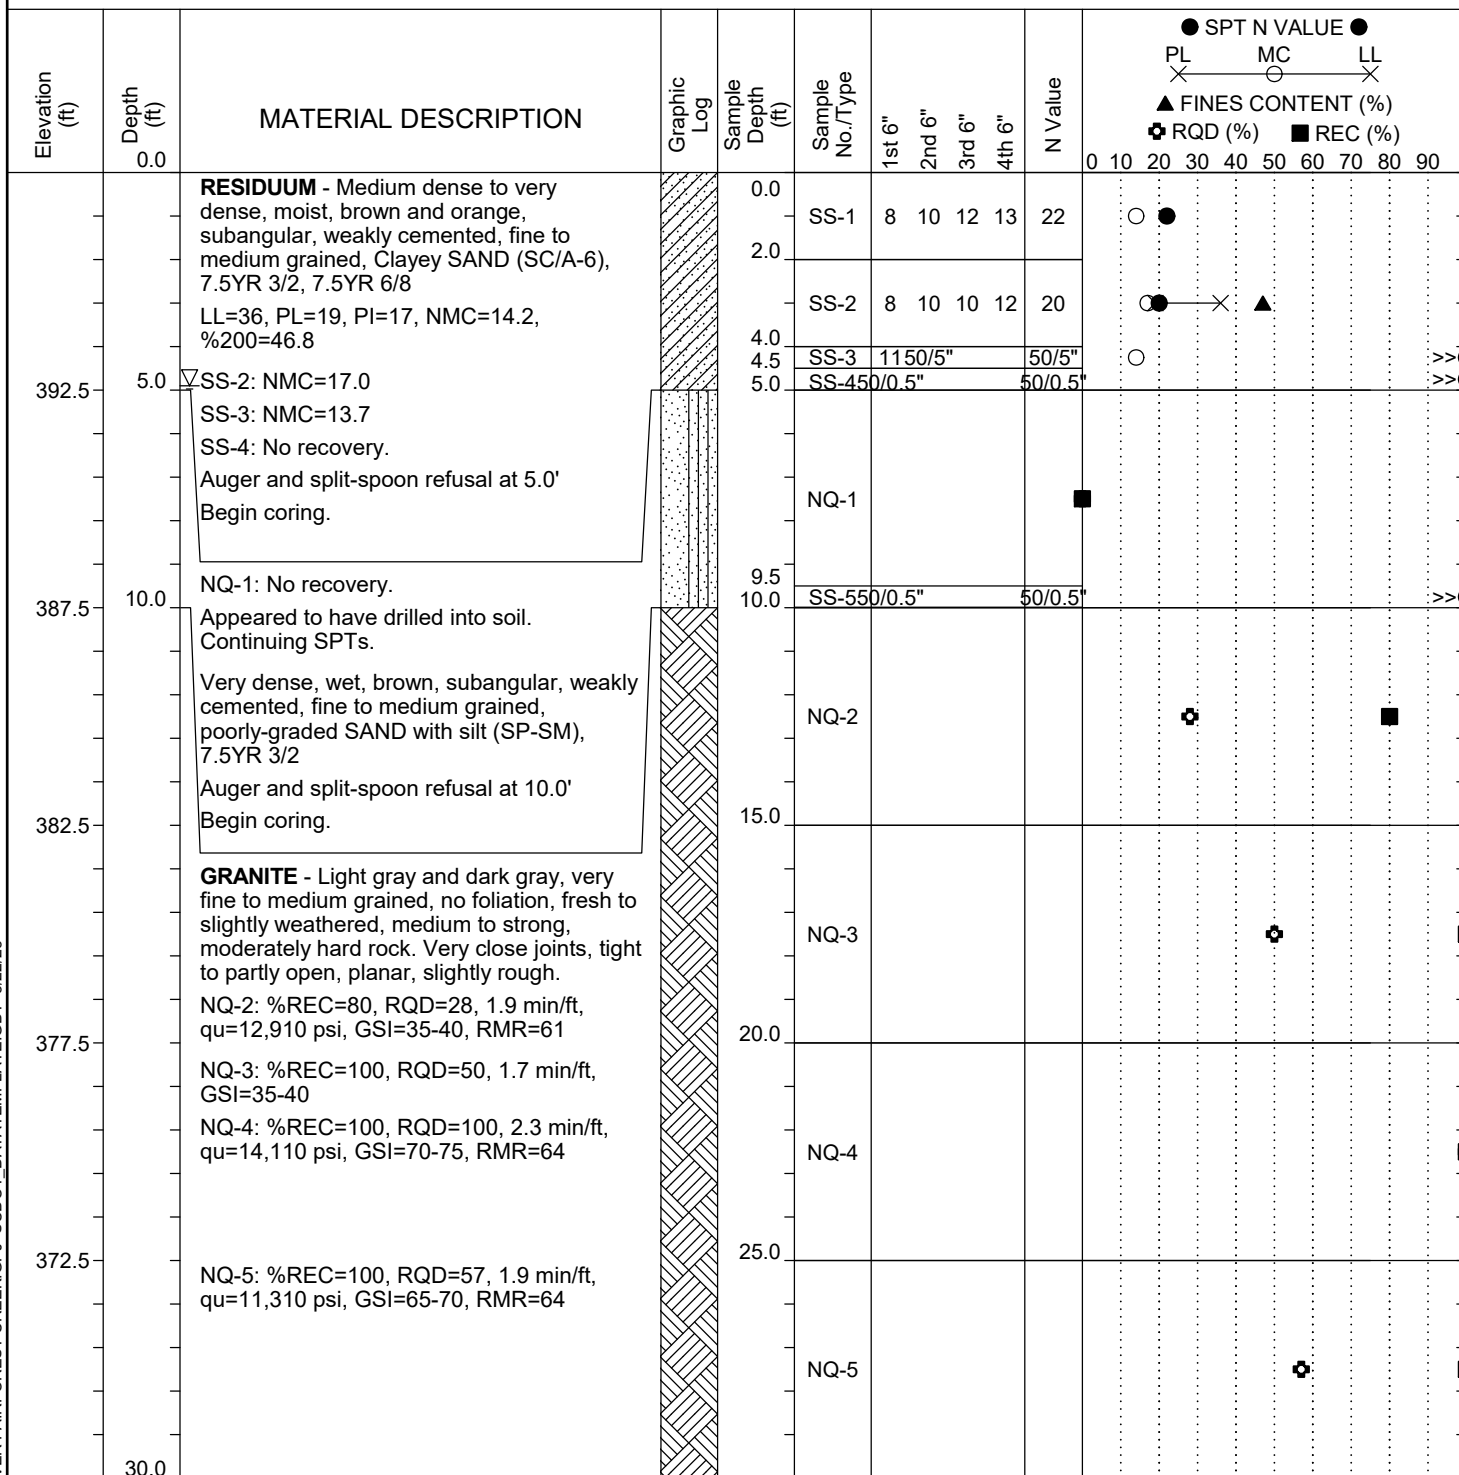 Elevation (ft)
Depth (ft)
0.0
MATERIAL DESCRIPTION
Graphic Log
Sample Depth (ft)
Sample No./Type
1st 6"
2nd 6"
3rd 6"
4th 6"
N Value
● SPT N VALUE ●
PL MC LL
▲ FINES CONTENT (%)
RQD (%) ■ REC (%)
0 10 20 30 40 50 60 70 80 90
RESIDUUM - Medium dense to very
dense, moist, brown and orange,
subangular, weakly cemented, fine to
medium grained, Clayey SAND (SC/A-6),
7.5YR 3/2, 7.5YR 6/8
LL=36, PL=19, PI=17, NMC=14.2,
%200=46.8
SS-2: NMC=17.0
SS-3: NMC=13.7
SS-4: No recovery.
Auger and split-spoon refusal at 5.0'
Begin coring.
NQ-1: No recovery.
Appeared to have drilled into soil.
Continuing SPTs.
Very dense, wet, brown, subangular, weakly
cemented, fine to medium grained,
poorly-graded SAND with silt (SP-SM),
7.5YR 3/2
Auger and split-spoon refusal at 10.0'
Begin coring.
GRANITE - Light gray and dark gray, very
fine to medium grained, no foliation, fresh to
slightly weathered, medium to strong,
moderately hard rock. Very close joints, tight
to partly open, planar, slightly rough.
NQ-2: %REC=80, RQD=28, 1.9 min/ft,
qu=12,910 psi, GSI=35-40, RMR=61
NQ-3: %REC=100, RQD=50, 1.7 min/ft,
GSI=35-40
NQ-4: %REC=100, RQD=100, 2.3 min/ft,
qu=14,110 psi, GSI=70-75, RMR=64
NQ-5: %REC=100, RQD=57, 1.9 min/ft,
qu=11,310 psi, GSI=65-70, RMR=64
392.5 5.0
387.5 10.0
382.5
377.5
372.5
30.0
0.0
SS-1 8 10 12 13 22
2.0
SS-2 8 10 10 12 20
4.0
4.5 SS-3 11 50/5" 50/5" >>
5.0 SS-4 50/0.5" 50/0.5" >>
NQ-1
9.5
10.0 SS-5 50/0.5" 50/0.5" >>
NQ-2
15.0
NQ-3
20.0
NQ-4
25.0
NQ-5